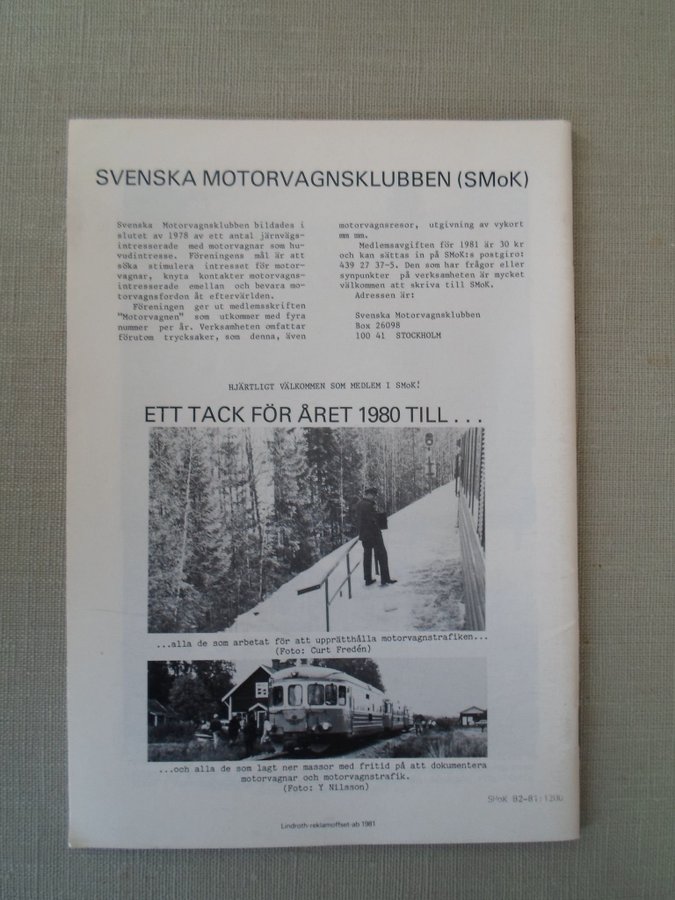 SVENSKA MOTORVAGNSKLUBBEN (SMoK)
Svenska Motorvagnsklubben bildades i
slutet av 1978 av ett antal järnvägs-
intresserade med motorvagnar som hu-
vudintresse. Föreningens mål är att
söka stimulera intresset för motor-
vagnar, knyta kontakter motorvagns-
intresserade emellan och bevara mo-
torvagnsfordon åt eftervärlden.
Föreningen ger ut medlemsskriften
"Motorvagnen" som utkommer med fyra
nummer per år. Verksamheten omfattar
förutom trycksaker, som denna, även
motorvagnsresor, utgivning av vykort
mm mm.
Medlemsavgiften för 1981 är 30 kr
och kan sättas in på SMoK:s postgiro:
439 27 37-5. Den som har frågor eller
synpunkter på verksamheten är mycket
välkommen att skriva till SMoK.
Adressen är:
Svenska Motorvagnsklubben
Box 26098
100 41 STOCKHOLM
HJÄRTLIGT VÄLKOMMEN SOM MEDLEM I SMoK!
ETT TACK FÖR ÅRET 1980 TILL...
...alla de som arbetat för att upprätthålla motorvagnstrafiken...
(Foto: Curt Fredén)
...och alla de som lagt ner massor med fritid på att dokumentera
motorvagnar och motorvagnstrafik.
(Foto: Y Nilsson)
SMoK 02-81:1200
Lindroth-reklamoffset-ab 1981